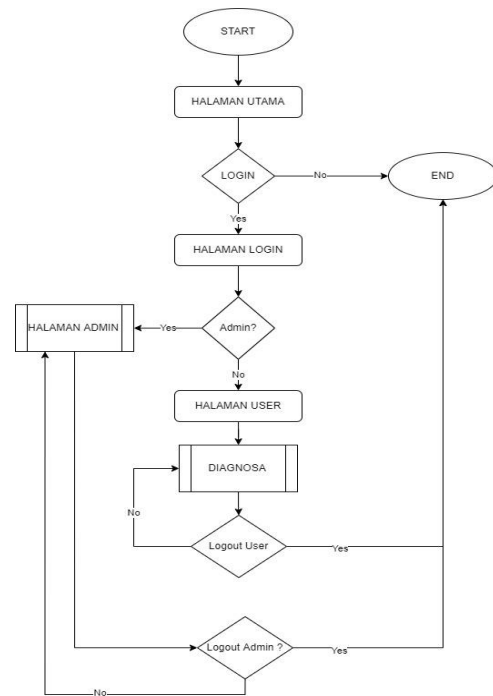 START
HALAMAN UTAMA
LOGIN
No
END
Yes
HALAMAN LOGIN
HALAMAN ADMIN
Yes
Admin?
No
HALAMAN USER
DIAGNOSA
No
Logout User
Yes
Logout Admin ?
Yes
No